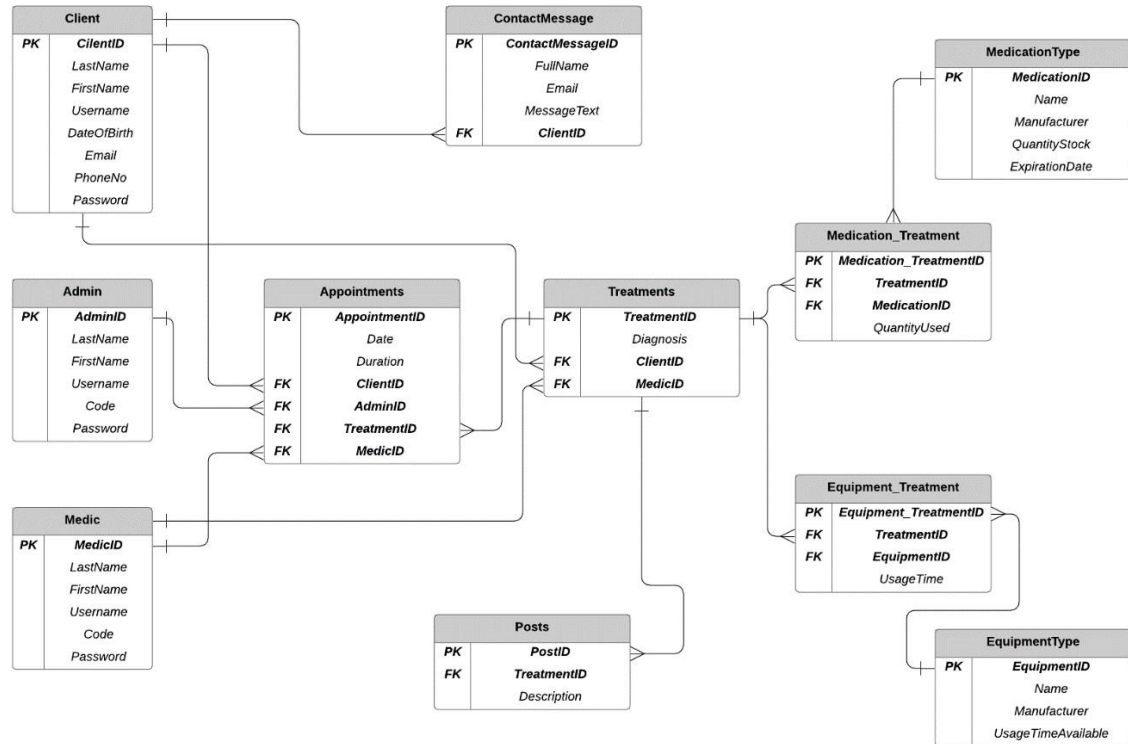 Client
PK CilentID
LastName
FirstName
Username
DateOfBirth
Email
PhoneNo
Password
ContactMessage
PK ContactMessageID
FullName
Email
MessageText
FK ClientID
MedicationType
PK MedicationID
Name
Manufacturer
QuantityStock
ExpirationDate
Medication_Treatment
PK Medication_TreatmentID
FK TreatmentID
FK MedicationID
QuantityUsed
Admin
PK AdminID
LastName
FirstName
Username
Code
Password
Appointments
PK AppointmentID
Date
Duration
FK ClientID
FK AdminID
FK TreatmentID
FK MedicID
Treatments
PK TreatmentID
Diagnosis
FK ClientID
FK MedicID
Equipment_Treatment
PK Equipment_TreatmentID
FK TreatmentID
FK EquipmentID
UsageTime
Medic
PK MedicID
LastName
FirstName
Username
Code
Password
Posts
PK PostID
FK TreatmentID
Description
EquipmentType
PK EquipmentID
Name
Manufacturer
UsageTimeAvailable